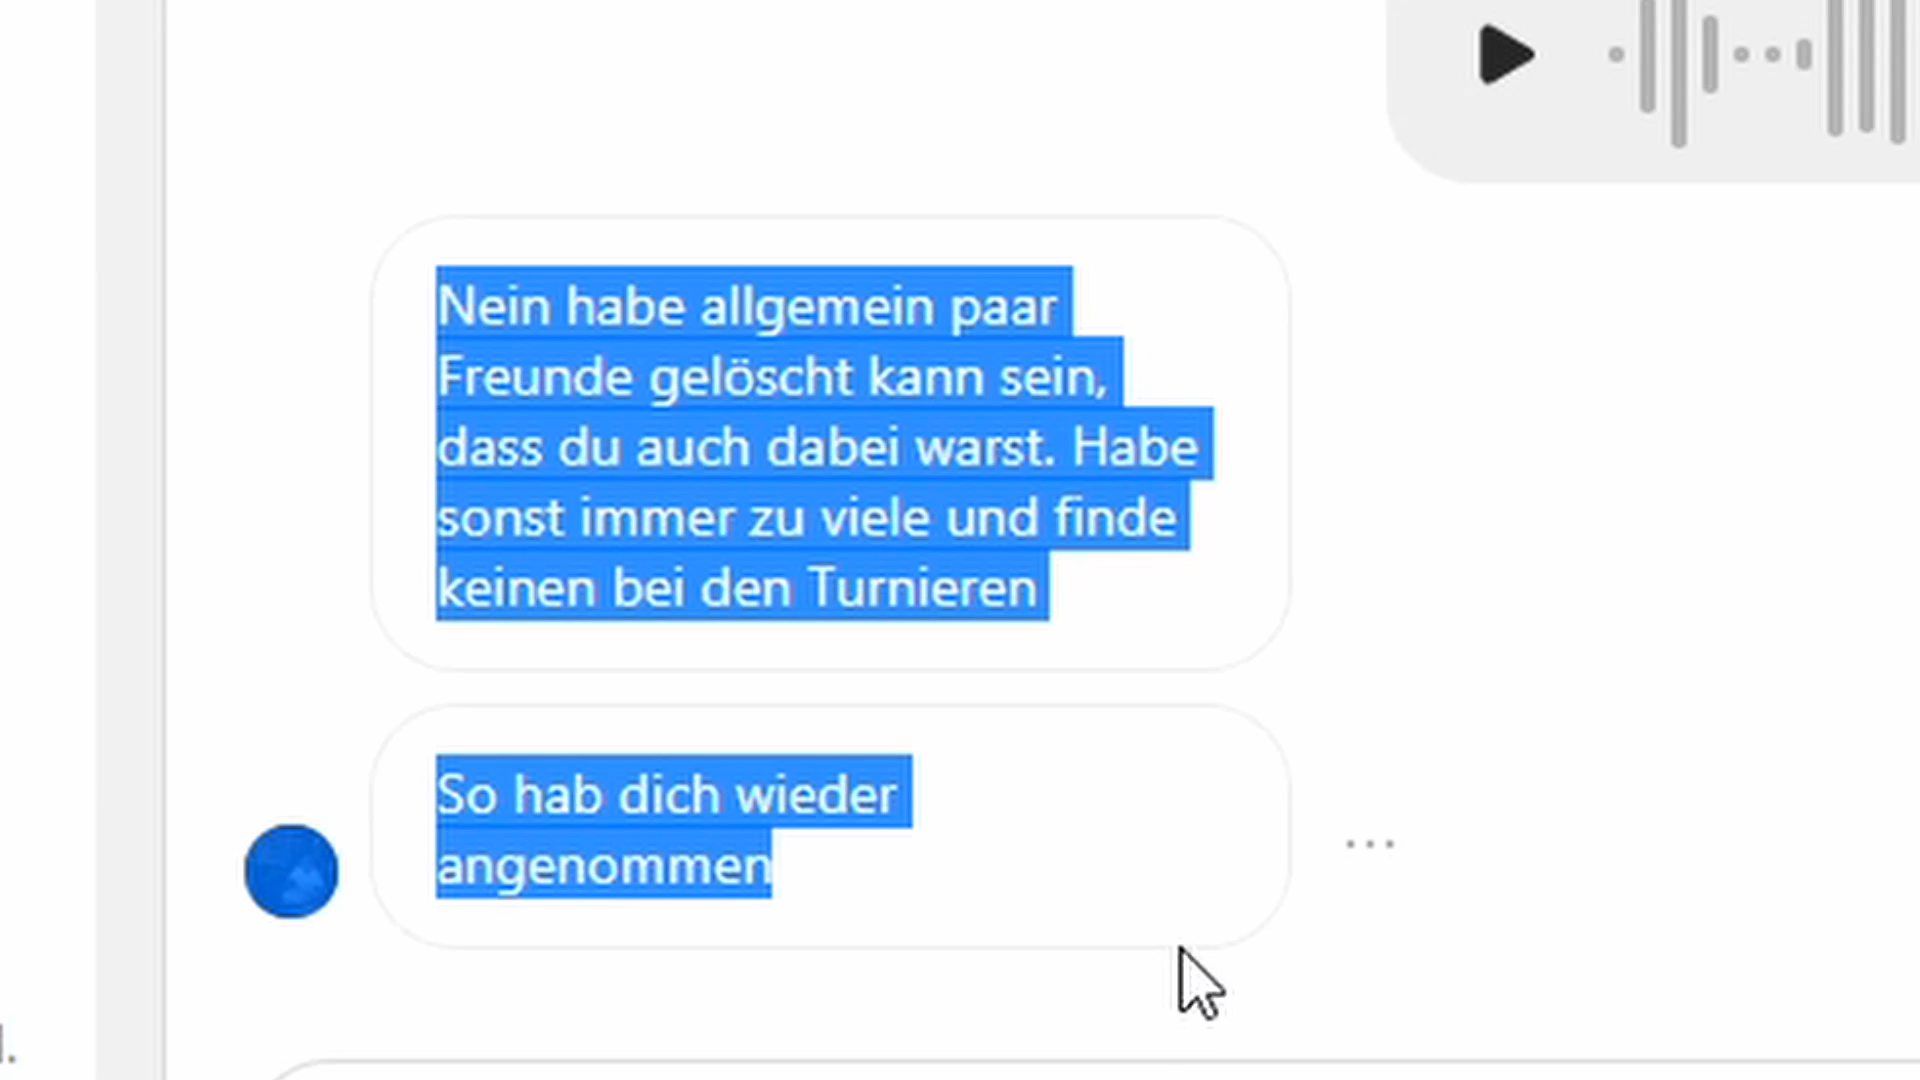 Nein habe allgemein paar
Freunde gelöscht kann sein,
dass du auch dabei warst. Habe
sonst immer zu viele und finde
keinen bei den Turnieren
So hab dich wieder
angenommen